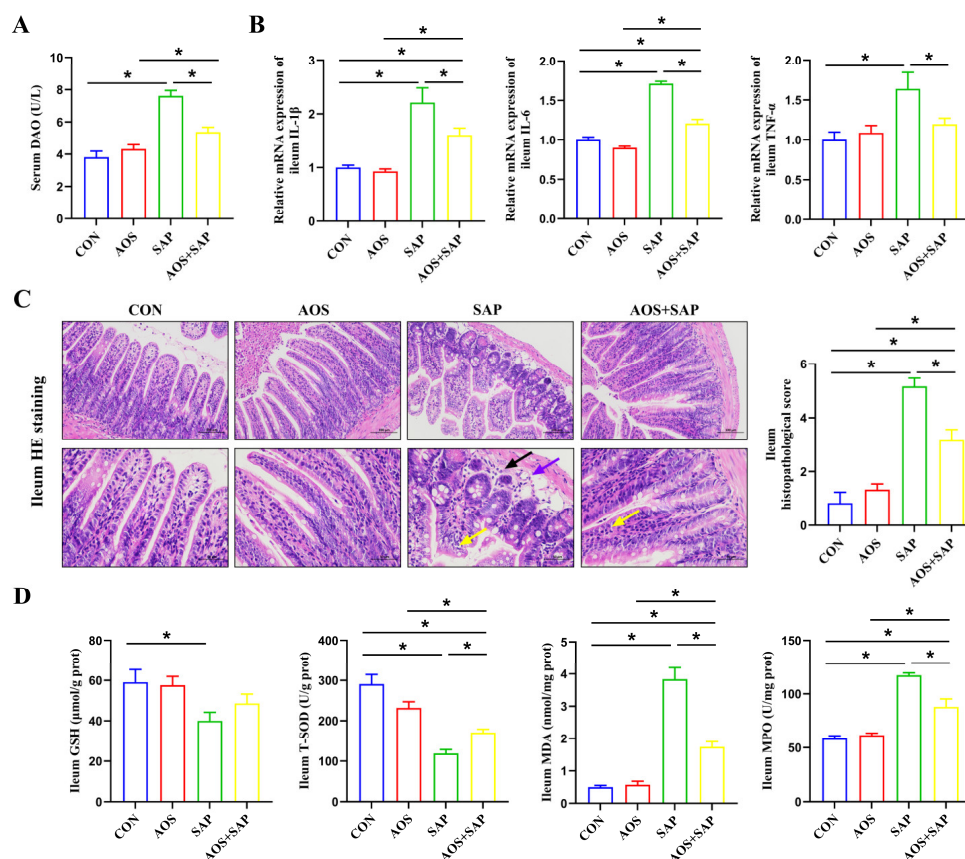 A
Serum DAO (U/L)
10
8
6
4
2
0
CON
AOS
SAP
AOS+SAP
*
*
*
B
Relative mRNA expression of
ileum IL-1β
3
2
1
0
CON
AOS
SAP
AOS+SAP
*
*
*
*
Relative mRNA expression of
ileum IL-6
2.0
1.5
1.0
0.5
0.0
CON
AOS
SAP
AOS+SAP
*
*
*
*
Relative mRNA expression of
ileum TNF-α
2.0
1.5
1.0
0.5
0.0
CON
AOS
SAP
AOS+SAP
*
*
C
Ileum HE staining
CON
AOS
SAP
AOS+SAP
Ileum
histopathological score
6
4
2
0
CON
AOS
SAP
AOS+SAP
*
*
*
*
D
Ileum GSH (μmol/g prot)
80
60
40
20
0
CON
AOS
SAP
AOS+SAP
*
Ileum T-SOD (U/g prot)
400
300
200
100
0
CON
AOS
SAP
AOS+SAP
*
*
*
*
Ileum MDA (nmol/mg prot)
5
4
3
2
1
0
CON
AOS
SAP
AOS+SAP
*
*
*
*
Ileum MPO (U/mg prot)
150
100
50
0
CON
AOS
SAP
AOS+SAP
*
*
*
*